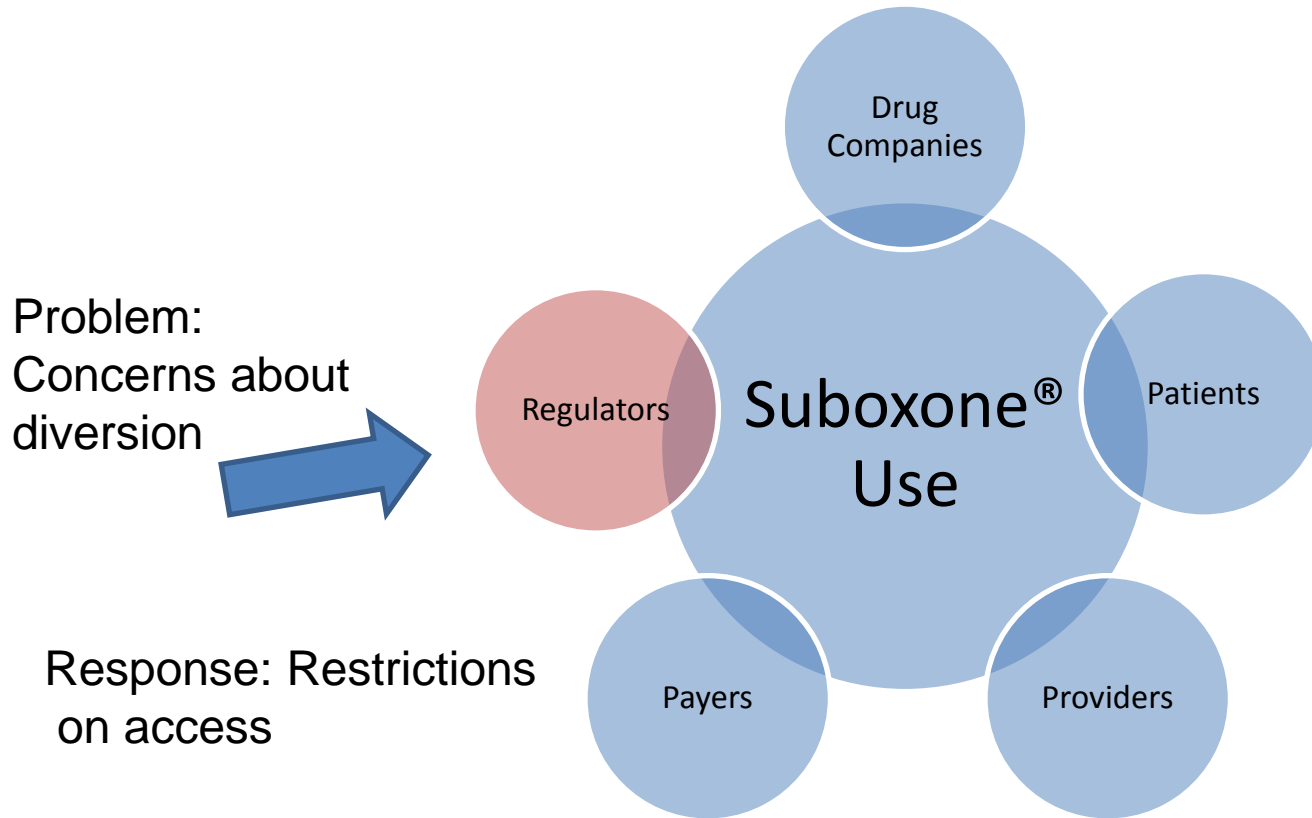 Drug
Companies
Problem:
Concerns about
diversion
Regulators
Suboxone®
Use
Patients
Response: Restrictions
on access
Payers
Providers